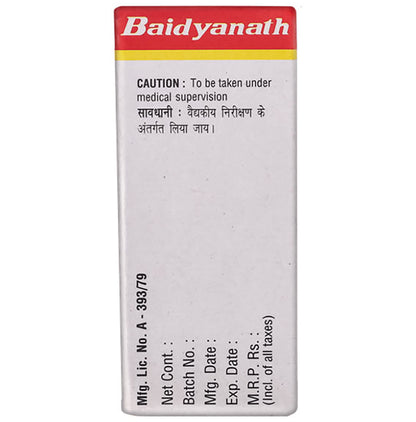 Baidyanath
CAUTION : To be taken under
medical supervision
सावधानी : वैद्यकीय निरीक्षण के
अंतर्गत लिया जाय।
Mfg. Lic. No. A - 393/79
Net Cont. :
Batch No. :
Mfg. Date :
Exp. Date :
M.R.P. Rs. :
(Incl. of all taxes)